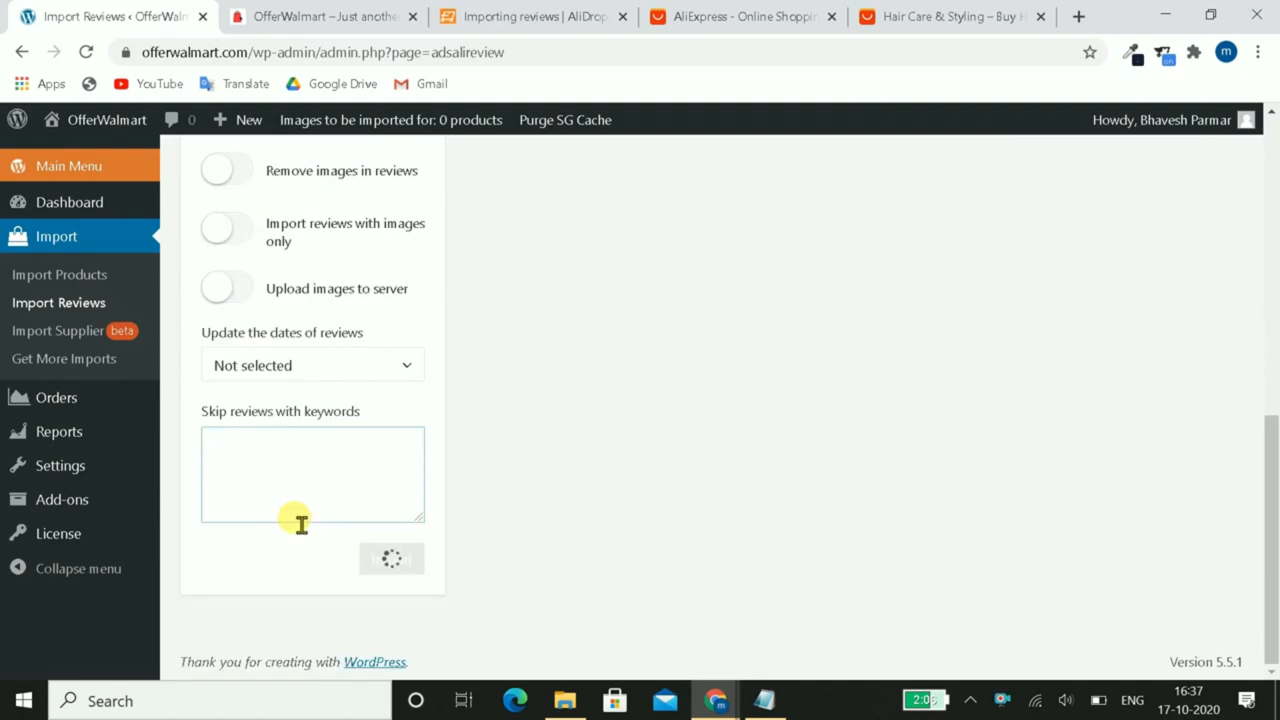 Import Reviews ‹ OfferWalm
OfferWalmart – Just anothe
Importing reviews | AliDrop
AliExpress - Online Shoppin
Hair Care & Styling – Buy H
offerwalmart.com/wp-admin/admin.php?page=adsalireview
m
on
Apps
YouTube
Translate
Google Drive
Gmail
OfferWalmart
0
New
Images to be imported for: 0 products
Purge SG Cache
Howdy, Bhavesh Parmar
Main Menu
Dashboard
Import
Import Products
Import Reviews
Import Supplier beta
Get More Imports
Orders
Reports
Settings
Add-ons
License
Collapse menu
Remove images in reviews
Import reviews with images
only
Upload images to server
Update the dates of reviews
Not selected
Skip reviews with keywords
Thank you for creating with WordPress.
Version 5.5.1
Search
ENG
16:37
17-10-2020